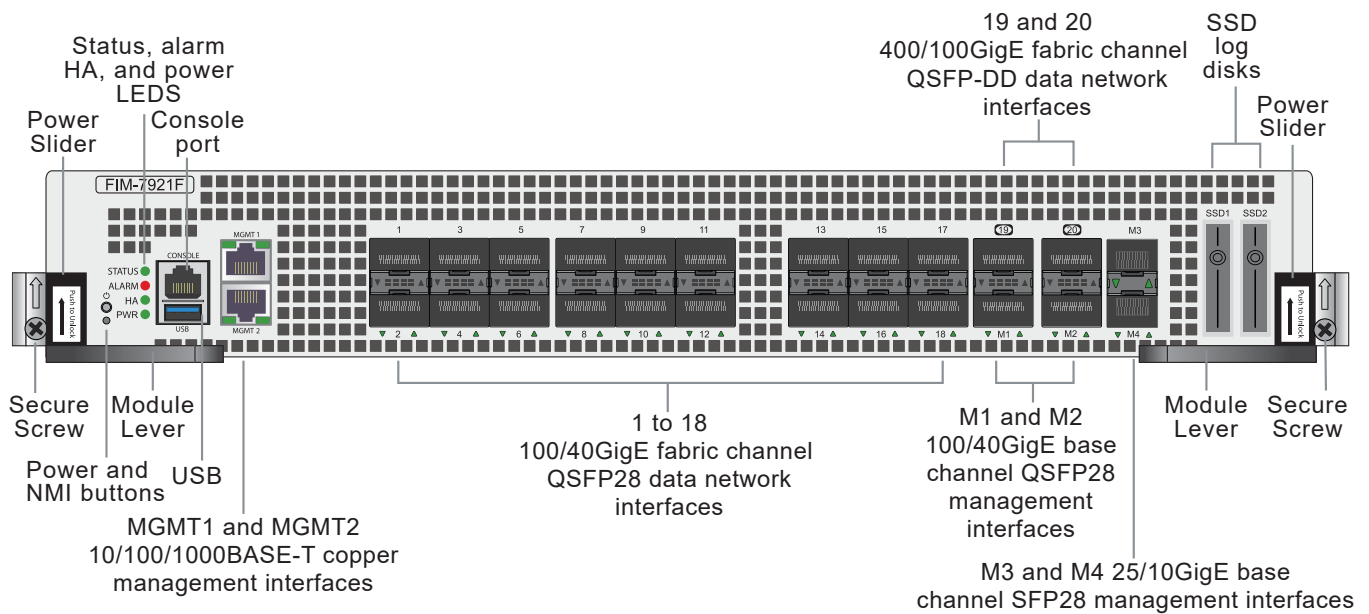 Status, alarm
HA, and power
LEDS
Power
Slider
Console
port
19 and 20
400/100GigE fabric channel
QSFP-DD data network
interfaces
SSD
log
disks
Power
Slider
FIM-7921F
MGMT 1
1 3 5 7 9 11 13 15 17 19 20 M3
SSD1 SSD2
CONSOLE
STATUS
ALARM
HA
PWR
USB
MGMT 2
Push to Unlock
Push to Unlock
2 4 6 8 10 12 14 16 18 M1 M2 M4
Secure
Screw
Module
Lever
Power and
NMI buttons
USB
MGMT1 and MGMT2
10/100/1000BASE-T copper
management interfaces
1 to 18
100/40GigE fabric channel
QSFP28 data network
interfaces
M1 and M2
100/40GigE base
channel QSFP28
management
interfaces
Module
Lever
Secure
Screw
M3 and M4 25/10GigE base
channel SFP28 management interfaces